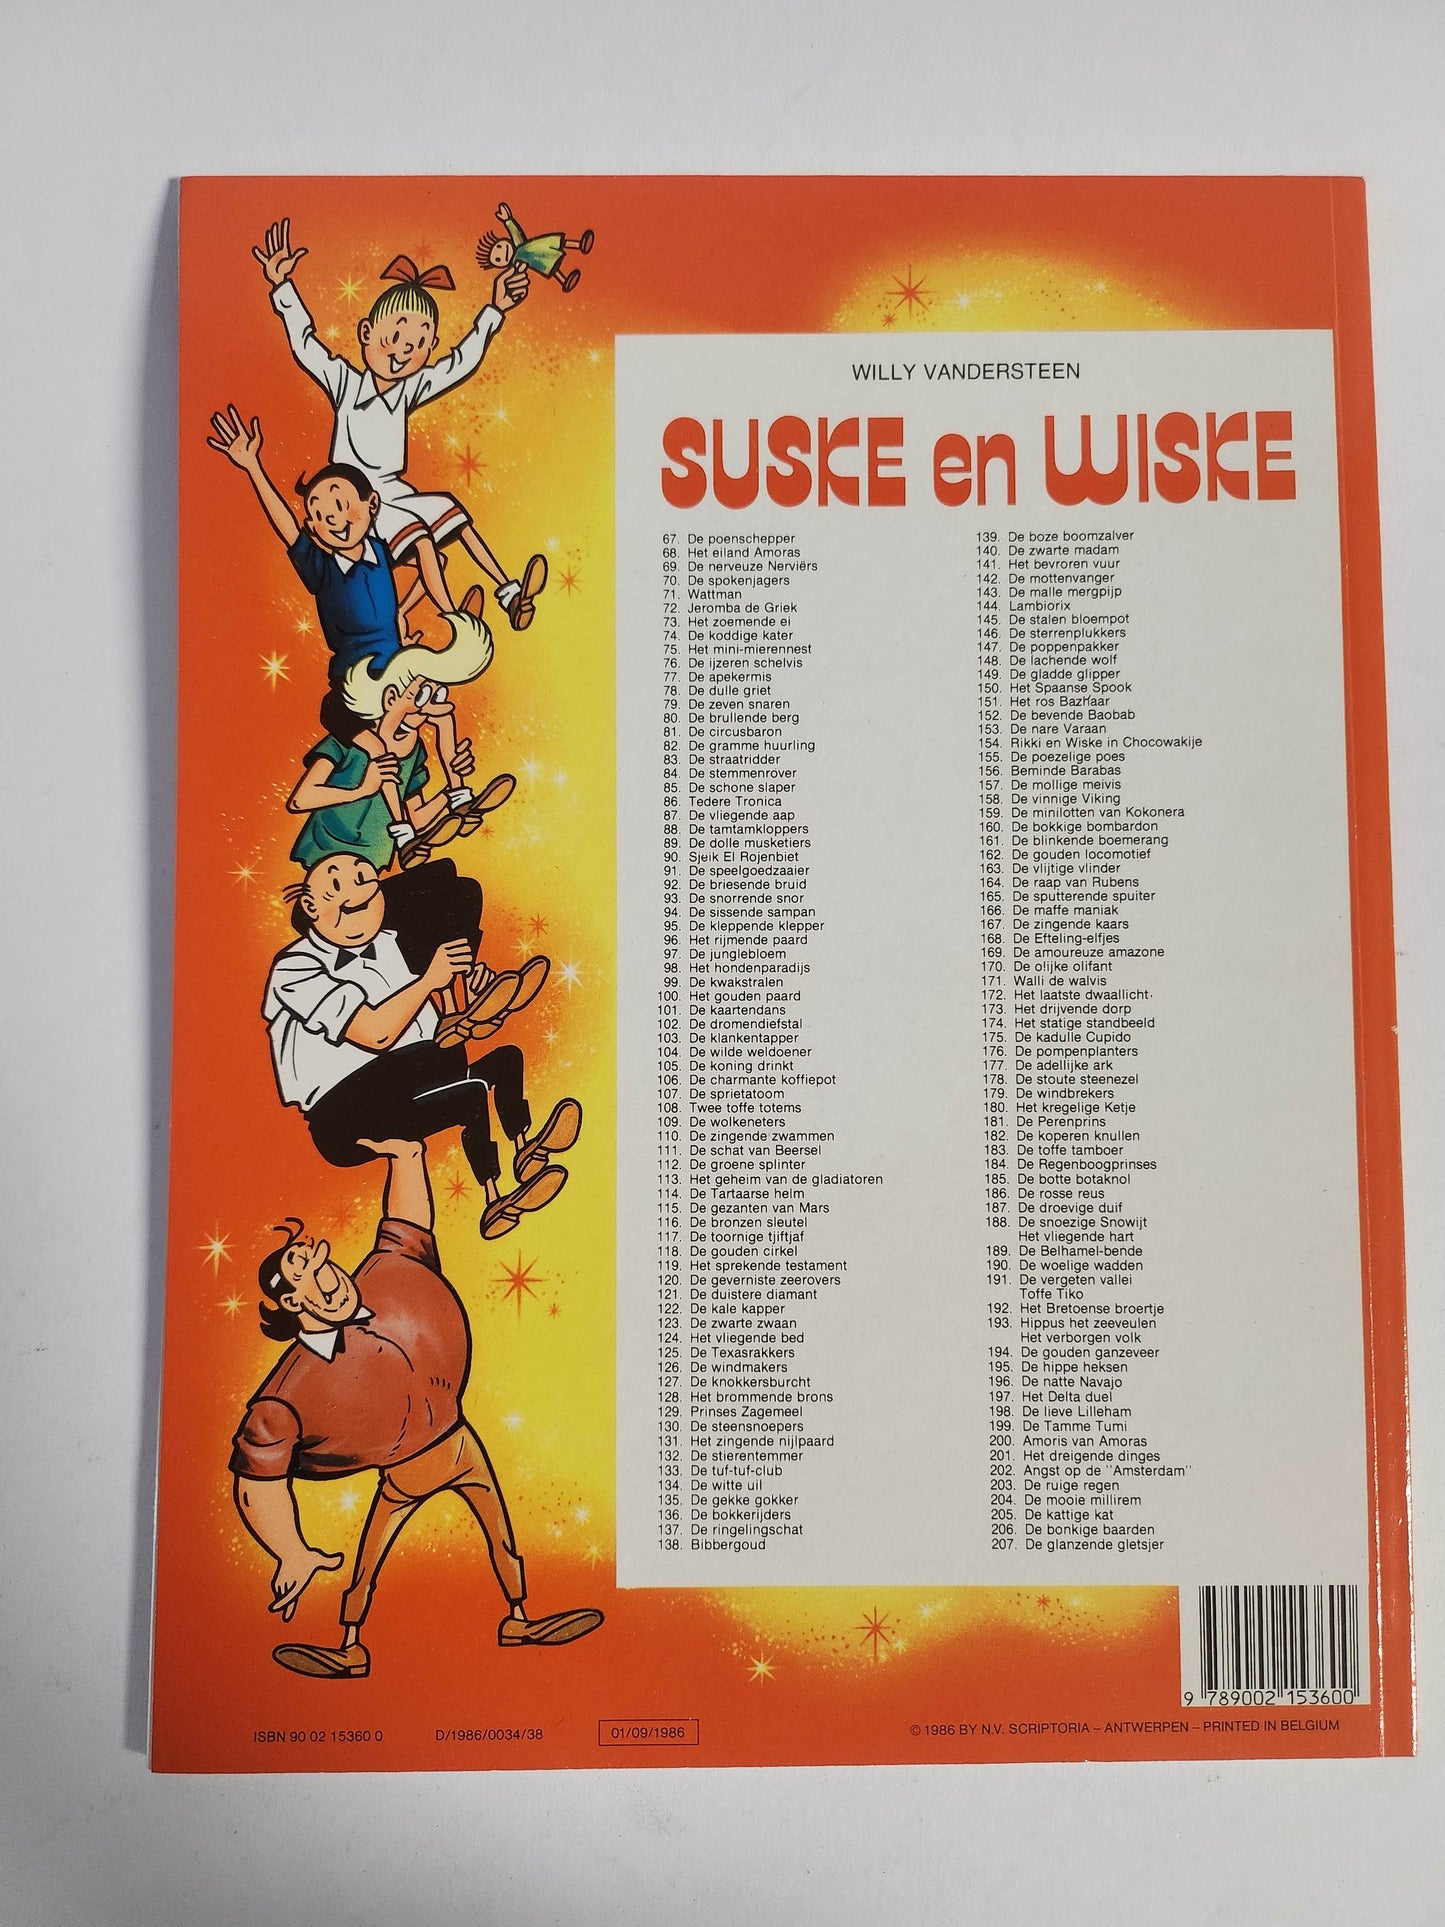 WILLY VANDERSTEEN
SUSKE en WISKE
67. De poenschepper
68. Het eiland Amoras
69. De nerveuze Nerviërs
70. De spokenjagers
71. Wattman
72. Jeromba de Griek
73. Het zoemende ei
74. De koddige kater
75. Het mini-mierennest
76. De ijzeren schelvis
77. De apekermis
78. De dulle griet
79. De zeven snaren
80. De brullende berg
81. De circusbaron
82. De gramme huurling
83. De straatridder
84. De stemmenrover
85. De schone slaper
86. Tedere Tronica
87. De vliegende aap
88. De tamtamkloppers
89. De dolle musketiers
90. Sjeik El Rojenbiet
91. De speelgoedzaaier
92. De briesende bruid
93. De snorrende snor
94. De sissende sampan
95. De kleppende klepper
96. Het rijmende paard
97. De junglebloem
98. Het hondenparadijs
99. De kwakstralen
100. Het gouden paard
101. De kaartendans
102. De dromendiefstal
103. De klankentapper
104. De wilde weldoener
105. De koning drinkt
106. De charmante koffiepot
107. De sprietatoom
108. Twee toffe totems
109. De wolkeneters
110. De zingende zwammen
111. De schat van Beersel
112. De groene splinter
113. Het geheim van de gladiatoren
114. De Tartaarse helm
115. De gezanten van Mars
116. De bronzen sleutel
117. De toornige tjiftjaf
118. De gouden cirkel
119. Het sprekende testament
120. De geverniste zeerovers
121. De duistere diamant
122. De kale kapper
123. De zwarte zwaan
124. Het vliegende bed
125. De Texasrakkers
126. De windmakers
127. De knokkersburcht
128. Het brommende brons
129. Prinses Zagemeel
130. De steensnoepers
131. Het zingende nijlpaard
132. De stierentemmer
133. De tuf-tuf-club
134. De witte uil
135. De gekke gokker
136. De bokkerijders
137. De ringelingschat
138. Bibbergoud
139. De boze boomzalver
140. De zwarte madam
141. Het bevroren vuur
142. De mottenvanger
143. De malle mergpijp
144. Lambiorix
145. De stalen bloempot
146. De sterrenplukkers
147. De poppenpakker
148. De lachende wolf
149. De gladde glipper
150. Het Spaanse Spook
151. Het ros Bazhaar
152. De bevende Baobab
153. De nare Varaan
154. Rikki en Wiske in Chocowakije
155. De poezelige poes
156. Beminde Barabas
157. De mollige meivis
158. De vinnige Viking
159. De minilotten van Kokonera
160. De bokkige bombardon
161. De blinkende boemerang
162. De gouden locomotief
163. De vlijtige vlinder
164. De raap van Rubens
165. De sputterende spuiter
166. De maffe maniak
167. De zingende kaars
168. De Efteling-elfjes
169. De amoureuze amazone
170. De olijke olifant
171. Walli de walvis
172. Het laatste dwaallicht
173. Het drijvende dorp
174. Het statige standbeeld
175. De kadulle Cupido
176. De pompenplanters
177. De adellijke ark
178. De stoute steenezel
179. De windbrekers
180. Het kregelige Ketje
181. De Perenprins
182. De koperen knullen
183. De toffe tamboer
184. De Regenboogprinses
185. De botte botaknol
186. De rosse reus
187. De droevige duif
188. De snoezige Snowijt
Het vliegende hart
189. De Belhamel-bende
190. De woelige wadden
191. De vergeten vallei
Toffe Tiko
192. Het Bretoense broertje
193. Hippus het zeeveulen
Het verborgen volk
194. De gouden ganzeveer
195. De hippe heksen
196. De natte Navajo
197. Het Delta duel
198. De lieve Lilleham
199. De Tamme Tumi
200. Amoris van Amoras
201. Het dreigende dinges
202. Angst op de "Amsterdam"
203. De ruige regen
204. De mooie millirem
205. De kattige kat
206. De bonkige baarden
207. De glanzende gletsjer
9 789002 153600
ISBN 90 02 15360 0 D/1986/0034/38 01/09/1986 © 1986 BY N.V. SCRIPTORIA – ANTWERPEN – PRINTED IN BELGIUM